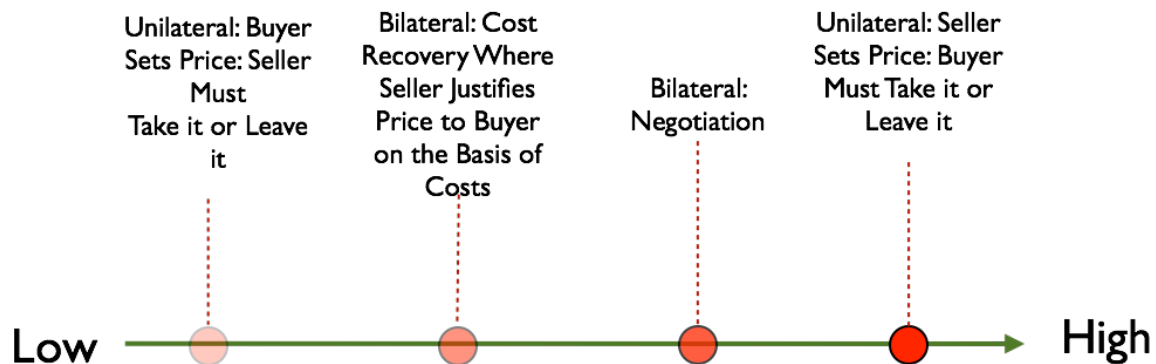 Unilateral: Buyer
Sets Price: Seller
Must
Take it or Leave
it
Bilateral: Cost
Recovery Where
Seller Justifies
Price to Buyer
on the Basis of
Costs
Bilateral:
Negotiation
Unilateral: Seller
Sets Price: Buyer
Must Take it or
Leave it
Low
High